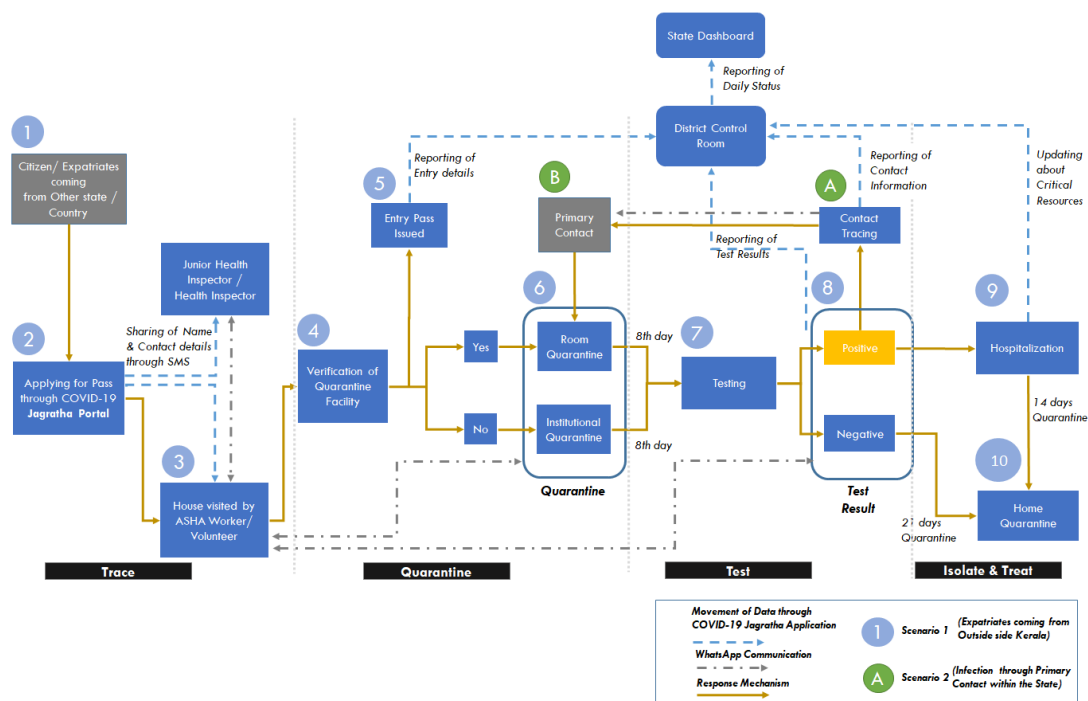 State Dashboard
Reporting of
Daily Status
1
District Control
Room
Citizen/ Expatriates
coming
from Other state /
Country
5
Reporting of
Entry details
B
Reporting of
Contact
Information
Updating
about
Critical
Resources
A
Entry Pass
Issued
Primary
Contact
Contact
Tracing
Junior Health
Inspector /
Health Inspector
Reporting of
Test Results
6
8
9
4
7
2
Sharing of Name
& Contact details
through SMS
Yes
Room
Quarantine
8th day
Positive
Hospitalization
Verification of
Quarantine
Facility
Testing
Applying for Pass
through COVID-19
Jagratha Portal
14 days
Quarantine
No
Institutional
Quarantine
8th day
Negative
3
10
Quarantine
Test
Result
House visited by
ASHA Worker/
Volunteer
Home
Quarantine
21 days
Quarantine
Trace
Quarantine
Test
Isolate & Treat
Movement of Data through
COVID-19 Jagratha Application
WhatsApp Communication
Response Mechanism
1
Scenario 1
(Expatriates coming from
Outside side Kerala)
A
Scenario 2
(Infection through Primary
Contact within the State)